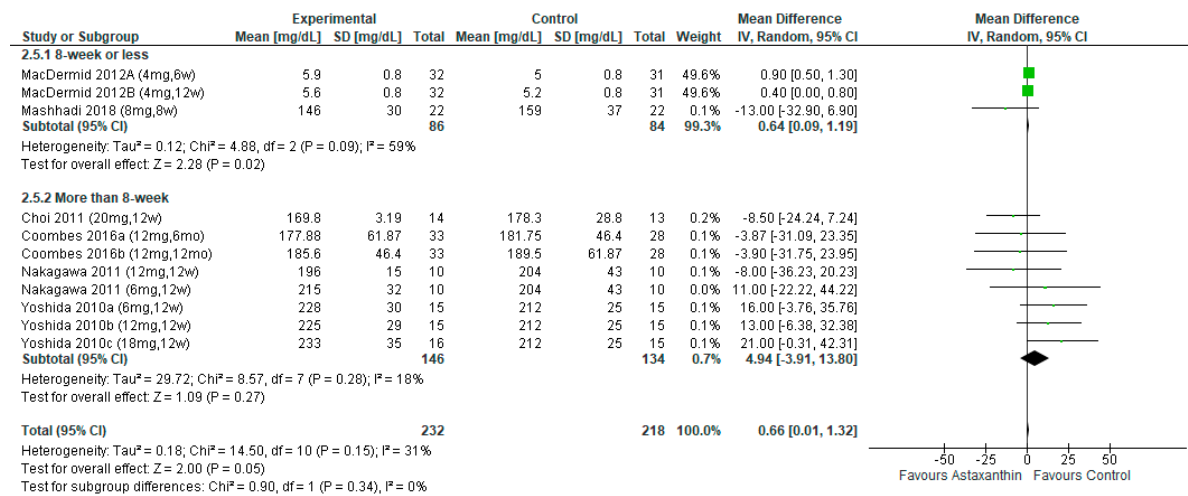 Experimental Control Mean Difference Mean Difference
Study or Subgroup Mean [mg/dL] SD [mg/dL] Total Mean [mg/dL] SD [mg/dL] Total Weight IV, Random, 95% CI IV, Random, 95% CI
2.5.1 8-week or less
MacDermid 2012A (4mg,6w) 5.9 0.8 32 5 0.8 31 49.6% 0.90 [0.50, 1.30]
MacDermid 2012B (4mg,12w) 5.6 0.8 32 5.2 0.8 31 49.6% 0.40 [0.00, 0.80]
Mashhadi 2018 (8mg,8w) 146 30 22 159 37 22 0.1% -13.00 [-32.90, 6.90]
Subtotal (95% CI) 86 84 99.3% 0.64 [0.09, 1.19]
Heterogeneity: Tau² = 0.12; Chi² = 4.88, df = 2 (P = 0.09); I² = 59%
Test for overall effect: Z = 2.28 (P = 0.02)
2.5.2 More than 8-week
Choi 2011 (20mg,12w) 169.8 3.19 14 178.3 28.8 13 0.2% -8.50 [-24.24, 7.24]
Coombes 2016a (12mg,6mo) 177.88 61.87 33 181.75 46.4 28 0.1% -3.87 [-31.09, 23.35]
Coombes 2016b (12mg,12mo) 185.6 46.4 33 189.5 61.87 28 0.1% -3.90 [-31.75, 23.95]
Nakagawa 2011 (12mg,12w) 196 15 10 204 43 10 0.1% -8.00 [-36.23, 20.23]
Nakagawa 2011 (6mg,12w) 215 32 10 204 43 10 0.0% 11.00 [-22.22, 44.22]
Yoshida 2010a (6mg,12w) 228 30 15 212 25 15 0.1% 16.00 [-3.76, 35.76]
Yoshida 2010b (12mg,12w) 225 29 15 212 25 15 0.1% 13.00 [-6.38, 32.38]
Yoshida 2010c (18mg,12w) 233 35 16 212 25 15 0.1% 21.00 [-0.31, 42.31]
Subtotal (95% CI) 146 134 0.7% 4.94 [-3.91, 13.80]
Heterogeneity: Tau² = 29.72; Chi² = 8.57, df = 7 (P = 0.28); I² = 18%
Test for overall effect: Z = 1.09 (P = 0.27)
Total (95% CI) 232 218 100.0% 0.66 [0.01, 1.32]
Heterogeneity: Tau² = 0.18; Chi² = 14.50, df = 10 (P = 0.15); I² = 31%
Test for overall effect: Z = 2.00 (P = 0.05)
Test for subgroup differences: Chi² = 0.90, df = 1 (P = 0.34), I² = 0%
-50 -25 0 25 50
Favours Astaxanthin Favours Control